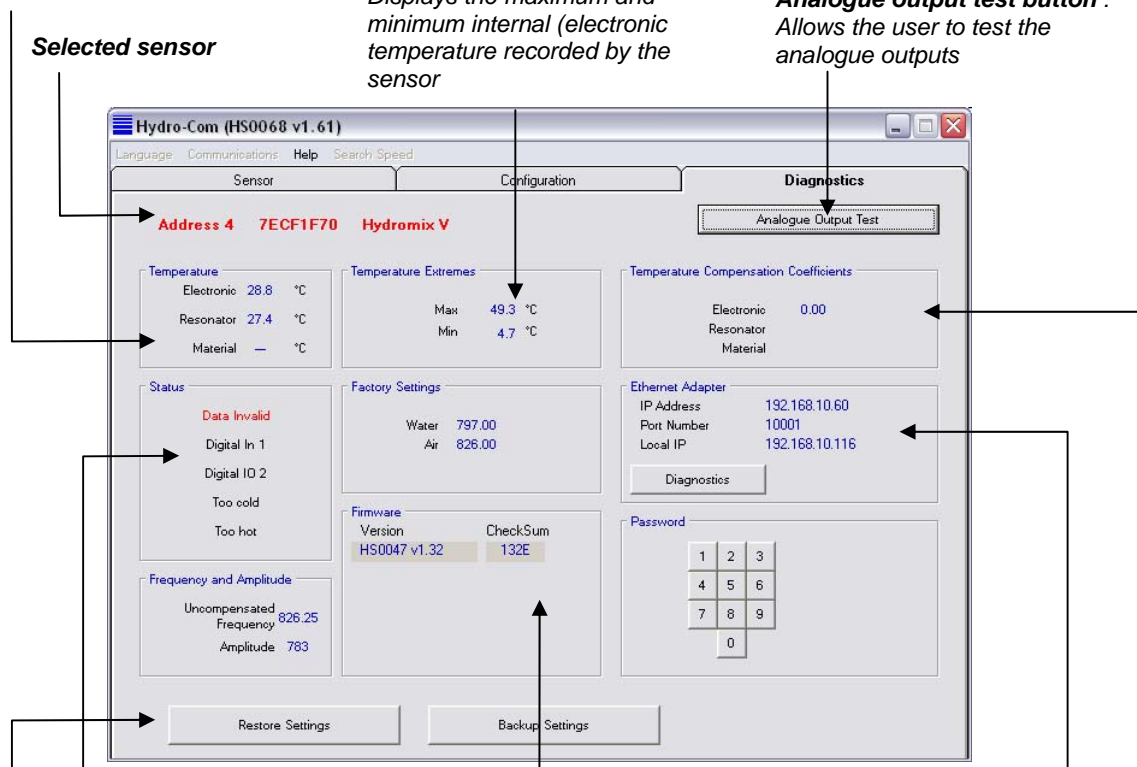 Displays the maximum and
minimum internal (electronic
temperature recorded by the
sensor
Analogue output test button :
Allows the user to test the
analogue outputs
Selected sensor
Hydro-Com (HS0068 v1.61)
Language Communications Help Search Speed
Sensor Configuration Diagnostics
Address 4 7ECF1F70 Hydromix V
Analogue Output Test
Temperature
Electronic 28.8 °C
Resonator 27.4 °C
Material — °C
Temperature Extremes
Max 49.3 °C
Min 4.7 °C
Temperature Compensation Coefficients
Electronic 0.00
Resonator
Material
Status
Data Invalid
Digital In 1
Digital IO 2
Too cold
Too hot
Factory Settings
Water 797.00
Air 826.00
Ethernet Adapter
IP Address 192.168.10.60
Port Number 10001
Local IP 192.168.10.116
Diagnostics
Firmware
Version CheckSum
HS0047 v1.32 132E
Password
1 2 3
4 5 6
7 8 9
0
Frequency and Amplitude
Uncompensated
Frequency 826.25
Amplitude 783
Restore Settings Backup Settings